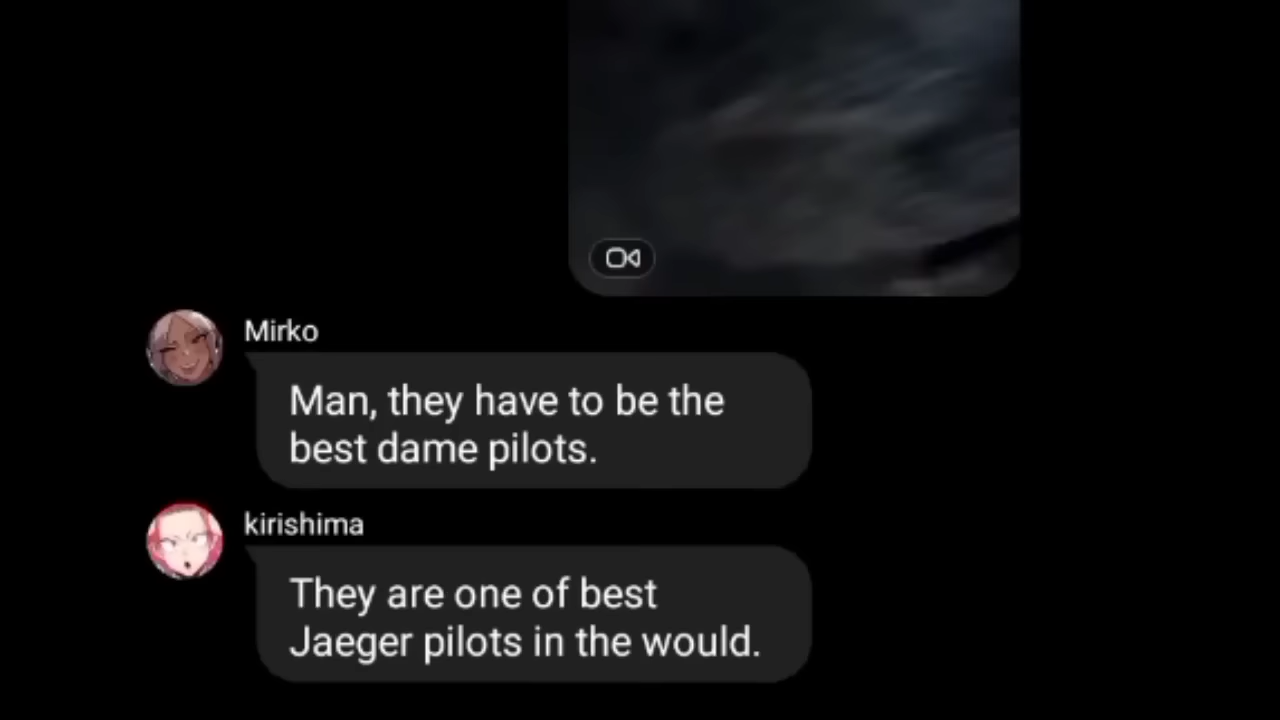 Mirko
Man, they have to be the
best dame pilots.
kirishima
They are one of best
Jaeger pilots in the would.